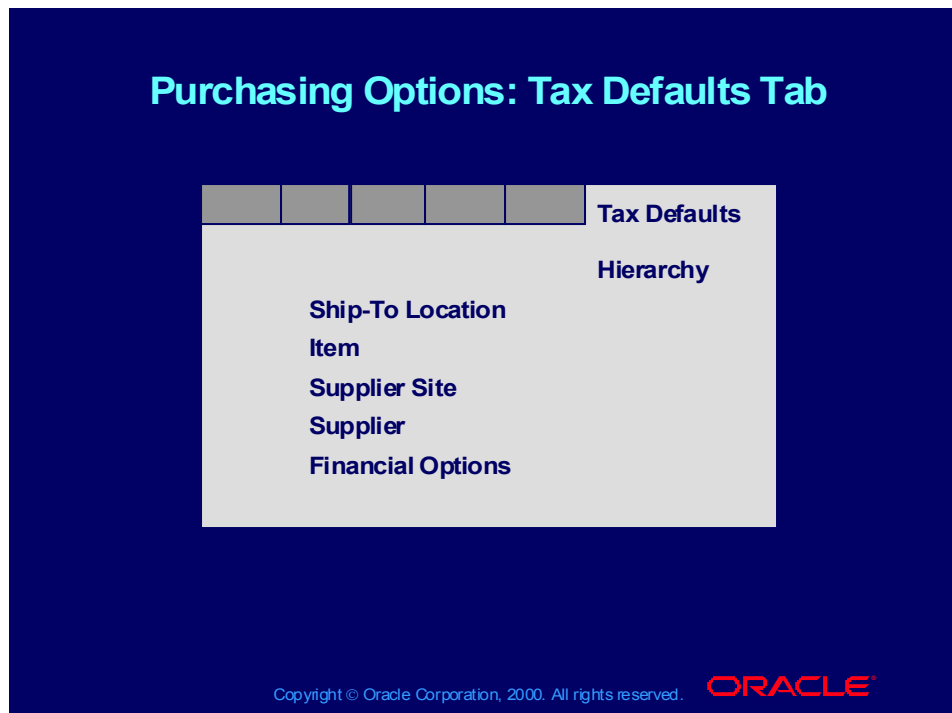 Purchasing Options: Tax Defaults Tab
Tax Defaults
Hierarchy
Ship-To Location
Item
Supplier Site
Supplier
Financial Options
Copyright © Oracle Corporation, 2000. All rights reserved.
ORACLE®